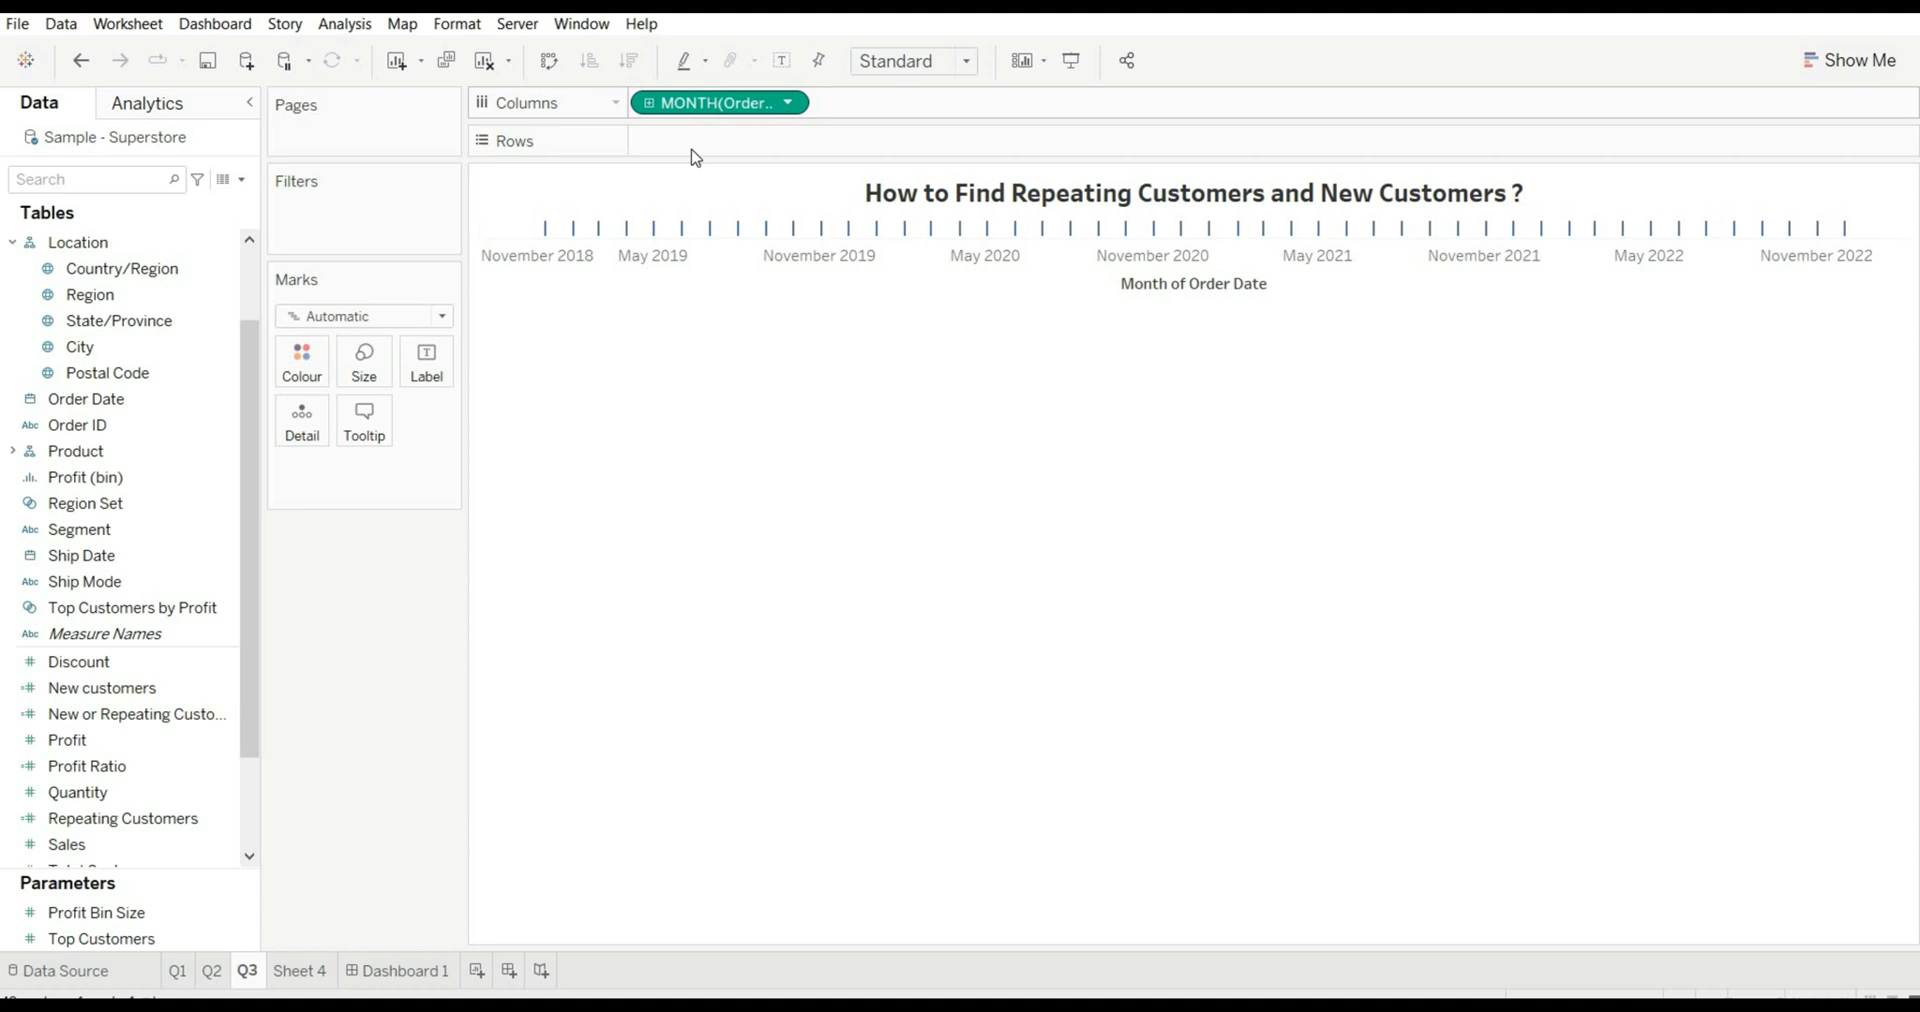 File Data Worksheet Dashboard Story Analysis Map Format Server Window Help
Standard
Show Me
Data Analytics
Sample - Superstore
Search
Tables
Location
Country/Region
Region
State/Province
City
Postal Code
Order Date
Abc Order ID
Product
Profit (bin)
Region Set
Abc Segment
Ship Date
Abc Ship Mode
Top Customers by Profit
Abc Measure Names
Discount
New customers
New or Repeating Custo...
Profit
Profit Ratio
Quantity
Repeating Customers
Sales
Parameters
Profit Bin Size
Top Customers
Pages
Filters
Marks
Automatic
Colour Size Label
Detail Tooltip
Columns MONTH(Order..
Rows
How to Find Repeating Customers and New Customers ?
November 2018 May 2019 November 2019 May 2020 November 2020 May 2021 November 2021 May 2022 November 2022
Month of Order Date
Data Source Q1 Q2 Q3 Sheet 4 Dashboard 1